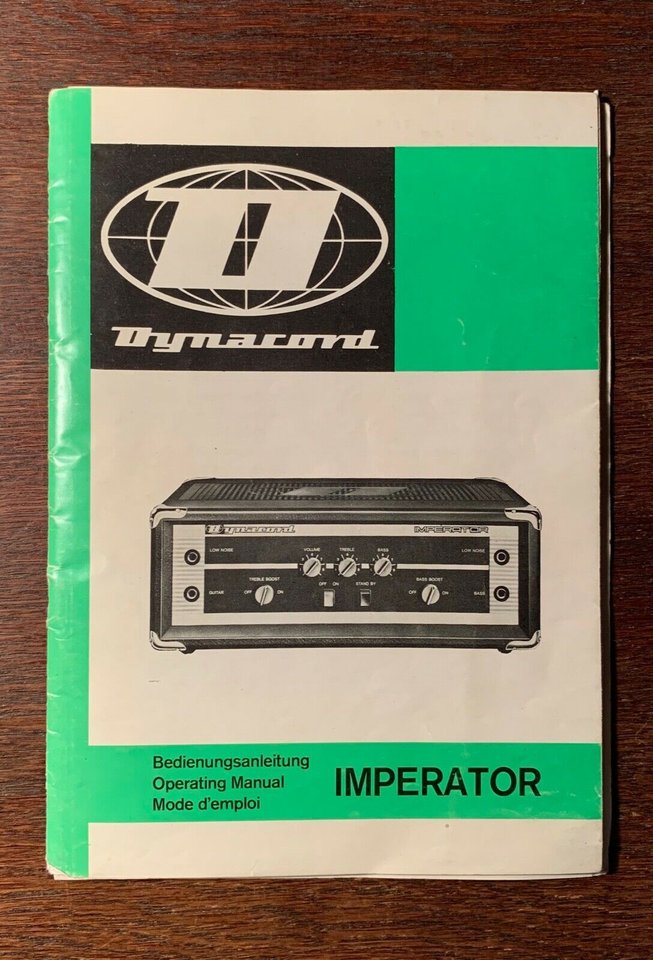 D
Dynacord
Dynacord IMPERATOR
LOW NOISE VOLUME TREBLE BASS LOW NOISE
TREBLE BOOST OFF ON STAND BY BASS BOOST
GUITAR OFF ON OFF ON BASS
Bedienungsanleitung
Operating Manual
Mode d'emploi
IMPERATOR